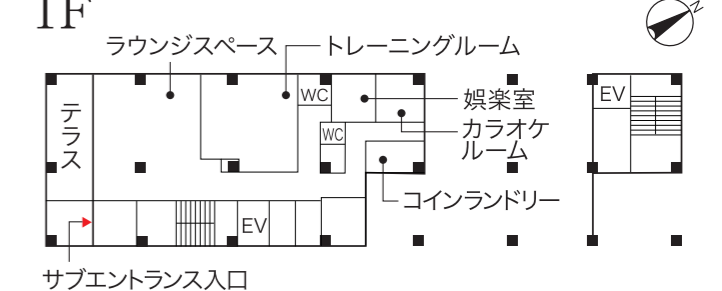 1F
N
ラウンジスペース
トレーニングルーム
WC
EV
娯楽室
テラス
WC
カラオケ
ルーム
コインランドリー
EV
サブエントランス入口